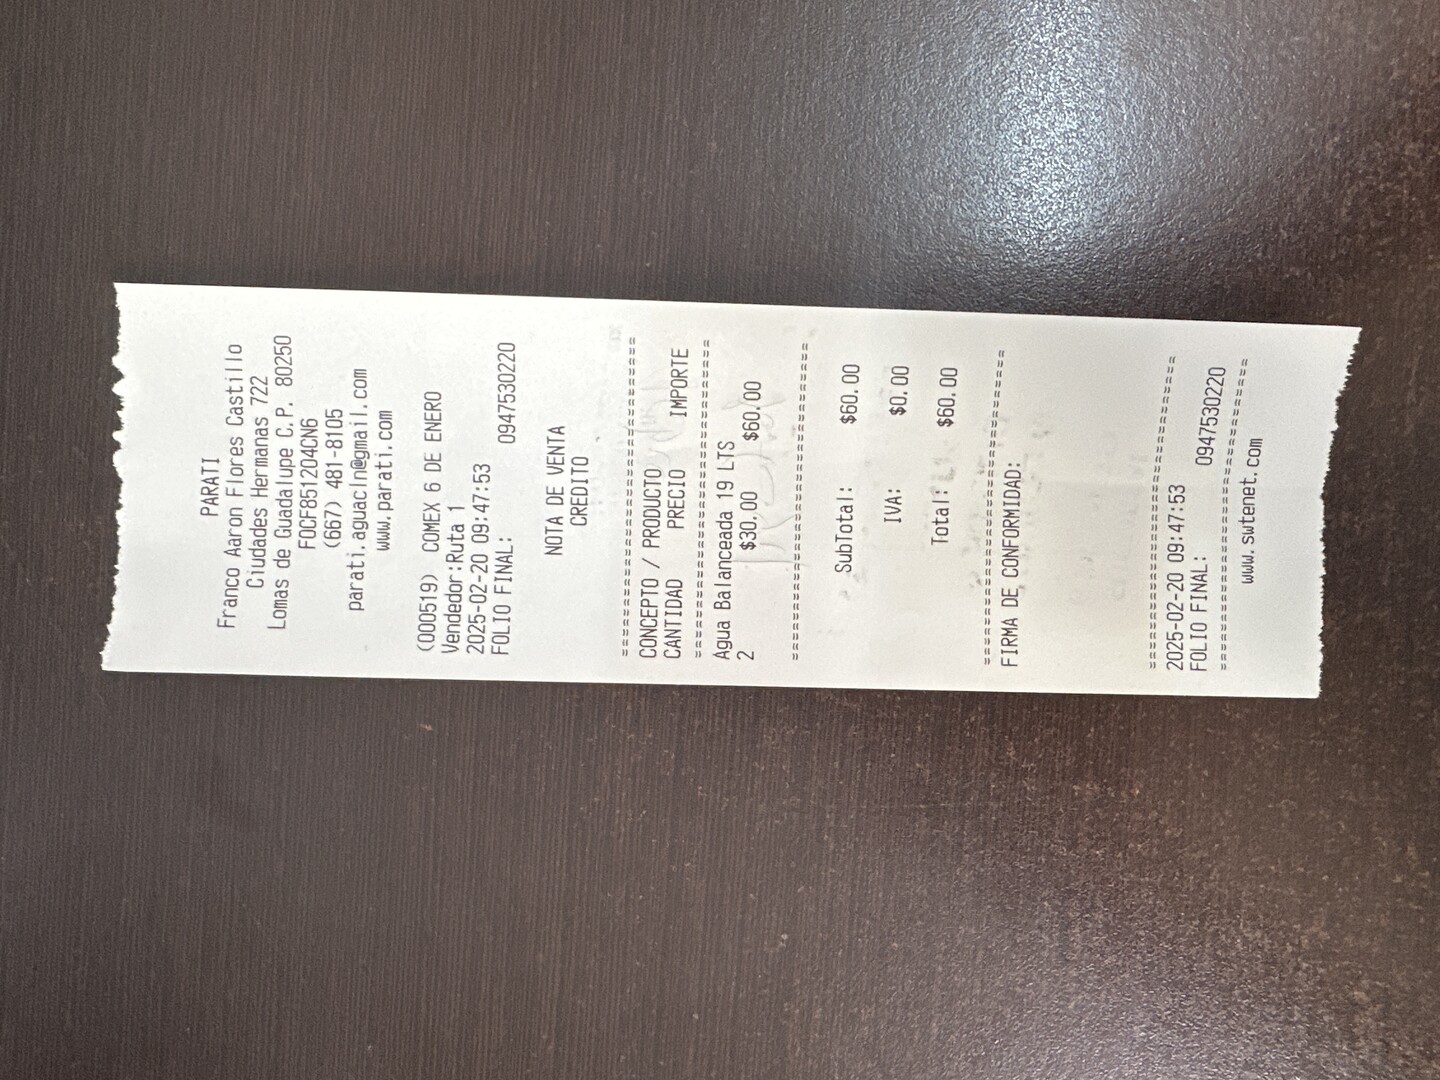 PARATI
Franco Aaron Flores Castillo
Ciudades Hermanas 722
Lomas de Guadalupe C.P. 80250
FOCF851204CN6
(667) 481-8105
parati.aguacln@gmail.com
www.parati.com
(000519) COMEX 6 DE ENERO
Vendedor:Ruta 1
2025-02-20 09:47:53
FOLIO FINAL: 0947530220
NOTA DE VENTA
CREDITO
==============================
CONCEPTO / PRODUCTO
CANTIDAD PRECIO IMPORTE
==============================
Agua Balanceada 19 LTS
2 $30.00 $60.00
==============================
SubTotal: $60.00
IVA: $0.00
Total: $60.00
==============================
FIRMA DE CONFORMIDAD:
==============================
2025-02-20 09:47:53
FOLIO FINAL: 0947530220
==============================
www.swtenet.com